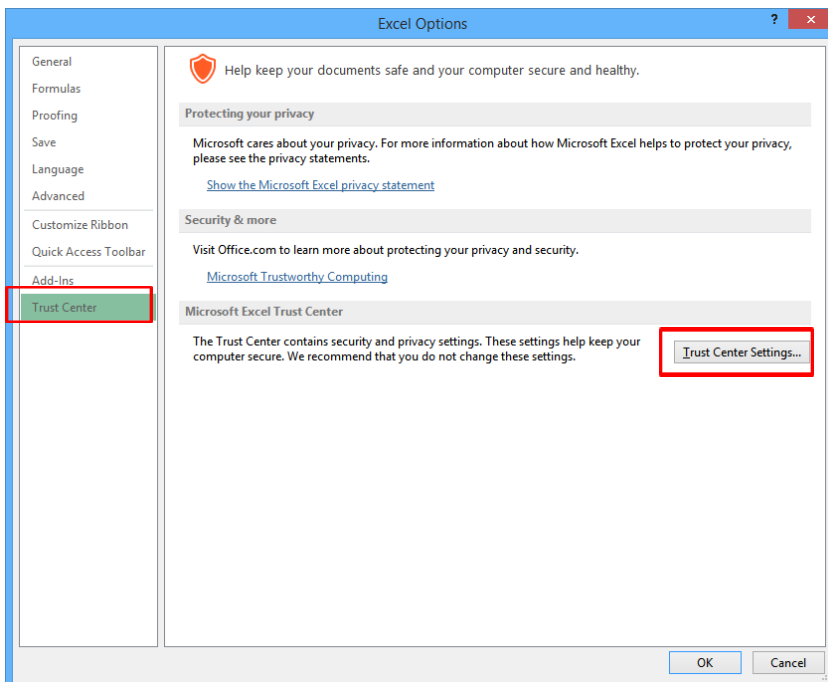 Excel Options
?
General
Formulas
Proofing
Save
Language
Advanced
Customize Ribbon
Quick Access Toolbar
Add-Ins
Trust Center
Help keep your documents safe and your computer secure and healthy.
Protecting your privacy
Microsoft cares about your privacy. For more information about how Microsoft Excel helps to protect your privacy,
please see the privacy statements.
Show the Microsoft Excel privacy statement
Security & more
Visit Office.com to learn more about protecting your privacy and security.
Microsoft Trustworthy Computing
Microsoft Excel Trust Center
The Trust Center contains security and privacy settings. These settings help keep your
computer secure. We recommend that you do not change these settings.
Trust Center Settings...
OK
Cancel